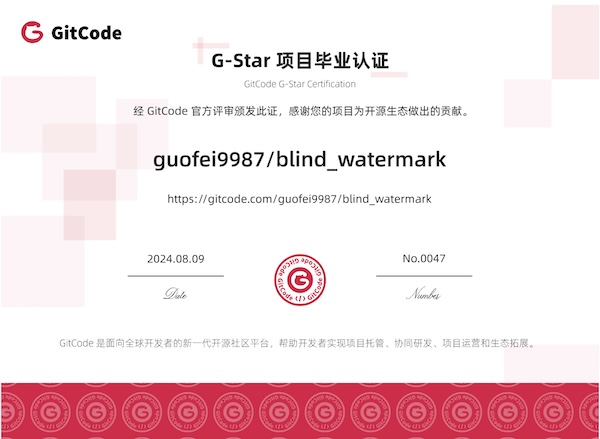 GitCode
G-Star 项目毕业认证
GitCode G-Star Certification
经 GitCode 官方评审颁发此证，感谢您的项目为开源生态做出的贡献。
guofei9987/blind_watermark
https://gitcode.com/guofei9987/blind_watermark
2024.08.09
Date
GitCode GitCode </> GitCode GitCode
No.0047
Number
GitCode 是面向全球开发者的新一代开源社区平台，帮助开发者实现项目托管、协同研发、项目运营和生态拓展。